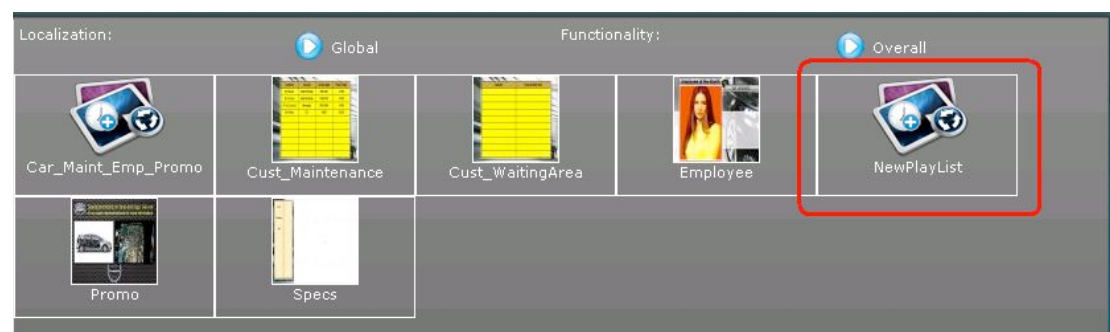 Localization:
Global
Functionality:
Overall
Car_Maint_Emp_Promo
Cust_Maintenance
Cust_WaitingArea
Employee
NewPlayList
Promo
Specs